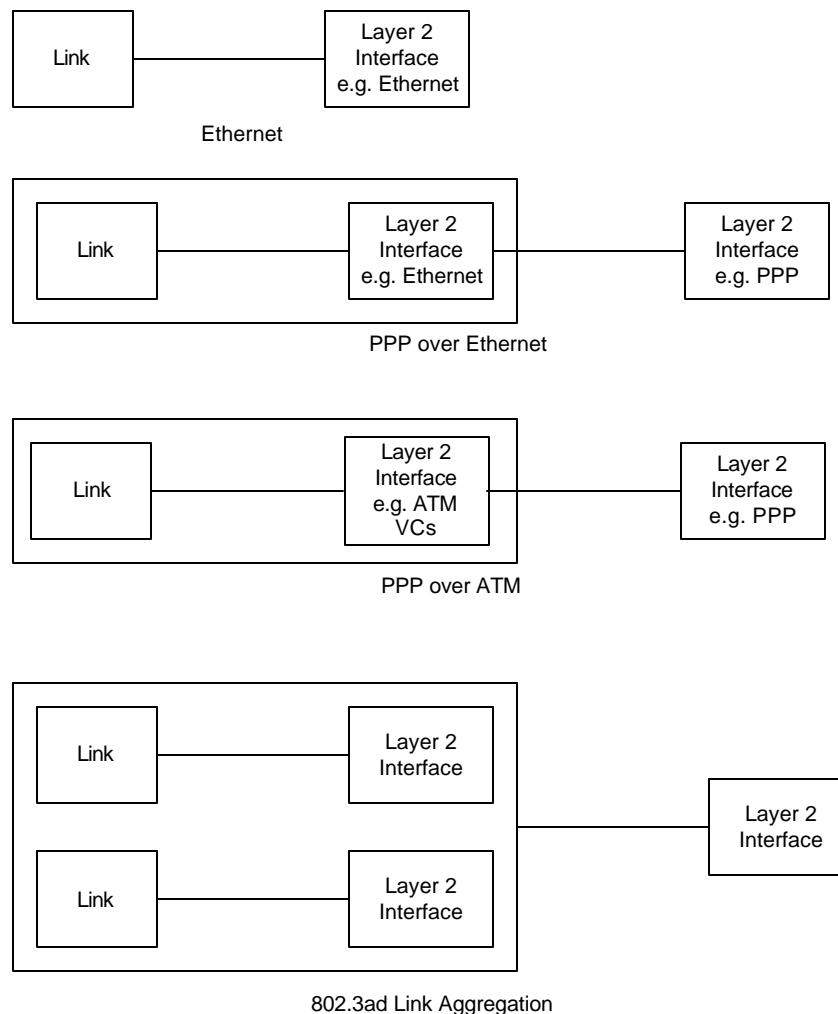 Link
Layer 2
Interface
e.g. Ethernet
Ethernet
Link
Layer 2
Interface
e.g. Ethernet
Layer 2
Interface
e.g. PPP
PPP over Ethernet
Link
Layer 2
Interface
e.g. ATM
VCs
Layer 2
Interface
e.g. PPP
PPP over ATM
Link
Layer 2
Interface
Layer 2
Interface
Link
Layer 2
Interface
802.3ad Link Aggregation